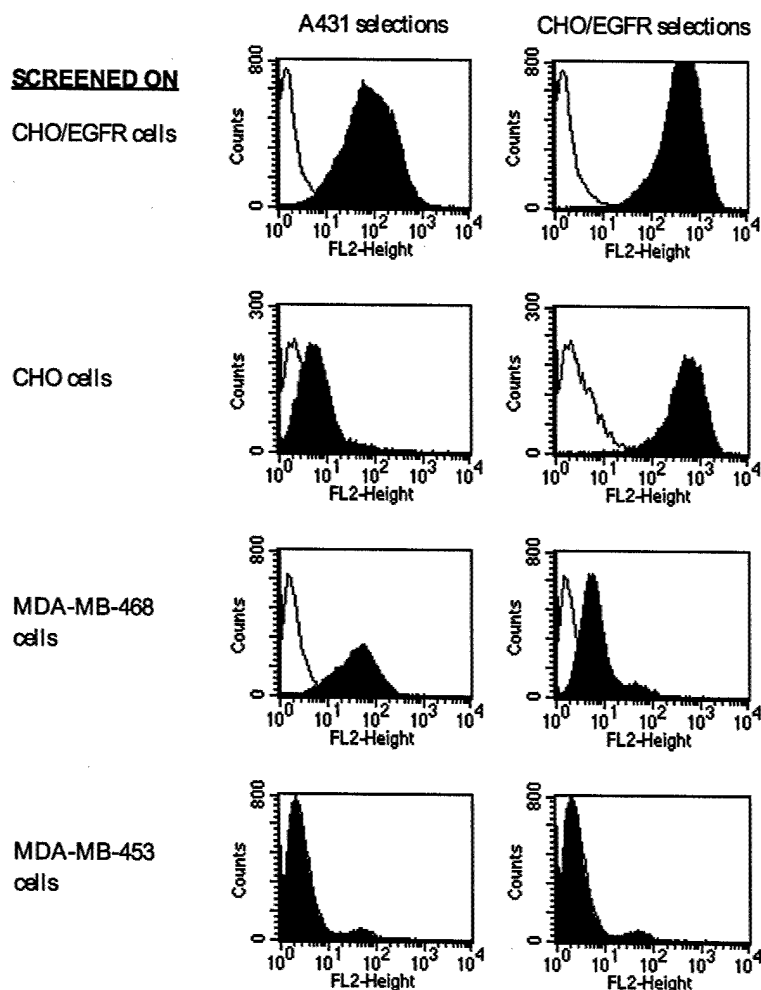 A431 selections
CHO/EGFR selections
SCREENED ON
CHO/EGFR cells
800
Counts
0
10^0 10^1 10^2 10^3 10^4
FL2-Height
800
Counts
0
10^0 10^1 10^2 10^3 10^4
FL2-Height
CHO cells
300
Counts
0
10^0 10^1 10^2 10^3 10^4
FL2-Height
300
Counts
0
10^0 10^1 10^2 10^3 10^4
FL2-Height
MDA-MB-468
cells
800
Counts
0
10^0 10^1 10^2 10^3 10^4
FL2-Height
800
Counts
0
10^0 10^1 10^2 10^3 10^4
FL2-Height
MDA-MB-453
cells
800
Counts
0
10^0 10^1 10^2 10^3 10^4
FL2-Height
800
Counts
0
10^0 10^1 10^2 10^3 10^4
FL2-Height